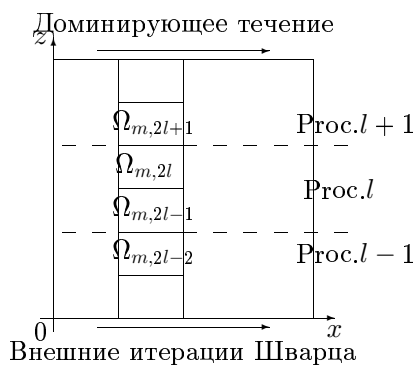 Доминирующее течение
z
Ω_{m,2l+1} Proc.l + 1
Ω_{m,2l}
Proc.l
Ω_{m,2l−1}
Ω_{m,2l−2} Proc.l − 1
0 x
Внешние итерации Шварца